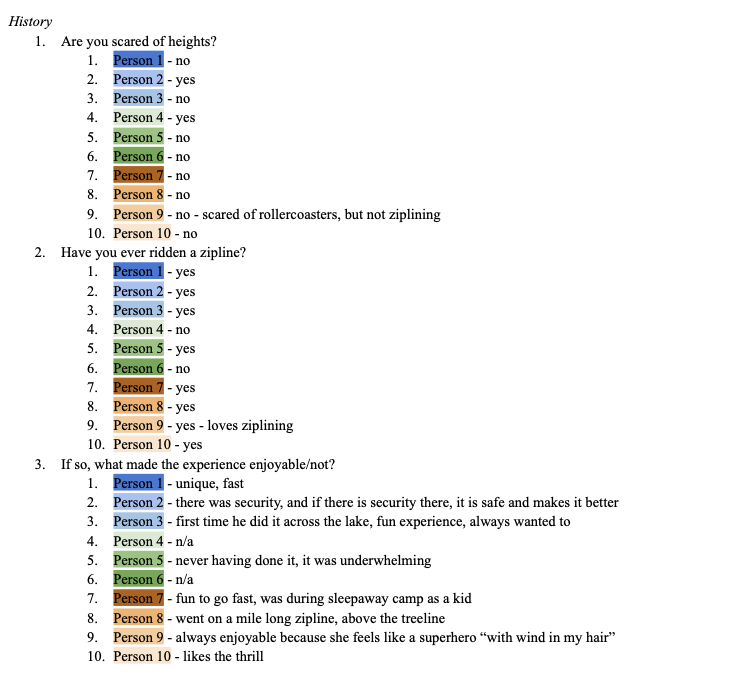 History
1. Are you scared of heights?
1. Person 1 - no
2. Person 2 - yes
3. Person 3 - no
4. Person 4 - yes
5. Person 5 - no
6. Person 6 - no
7. Person 7 - no
8. Person 8 - no
9. Person 9 - no - scared of rollercoasters, but not ziplining
10. Person 10 - no
2. Have you ever ridden a zipline?
1. Person 1 - yes
2. Person 2 - yes
3. Person 3 - yes
4. Person 4 - no
5. Person 5 - yes
6. Person 6 - no
7. Person 7 - yes
8. Person 8 - yes
9. Person 9 - yes - loves ziplining
10. Person 10 - yes
3. If so, what made the experience enjoyable/not?
1. Person 1 - unique, fast
2. Person 2 - there was security, and if there is security there, it is safe and makes it better
3. Person 3 - first time he did it across the lake, fun experience, always wanted to
4. Person 4 - n/a
5. Person 5 - never having done it, it was underwhelming
6. Person 6 - n/a
7. Person 7 - fun to go fast, was during sleepaway camp as a kid
8. Person 8 - went on a mile long zipline, above the treeline
9. Person 9 - always enjoyable because she feels like a superhero “with wind in my hair”
10. Person 10 - likes the thrill